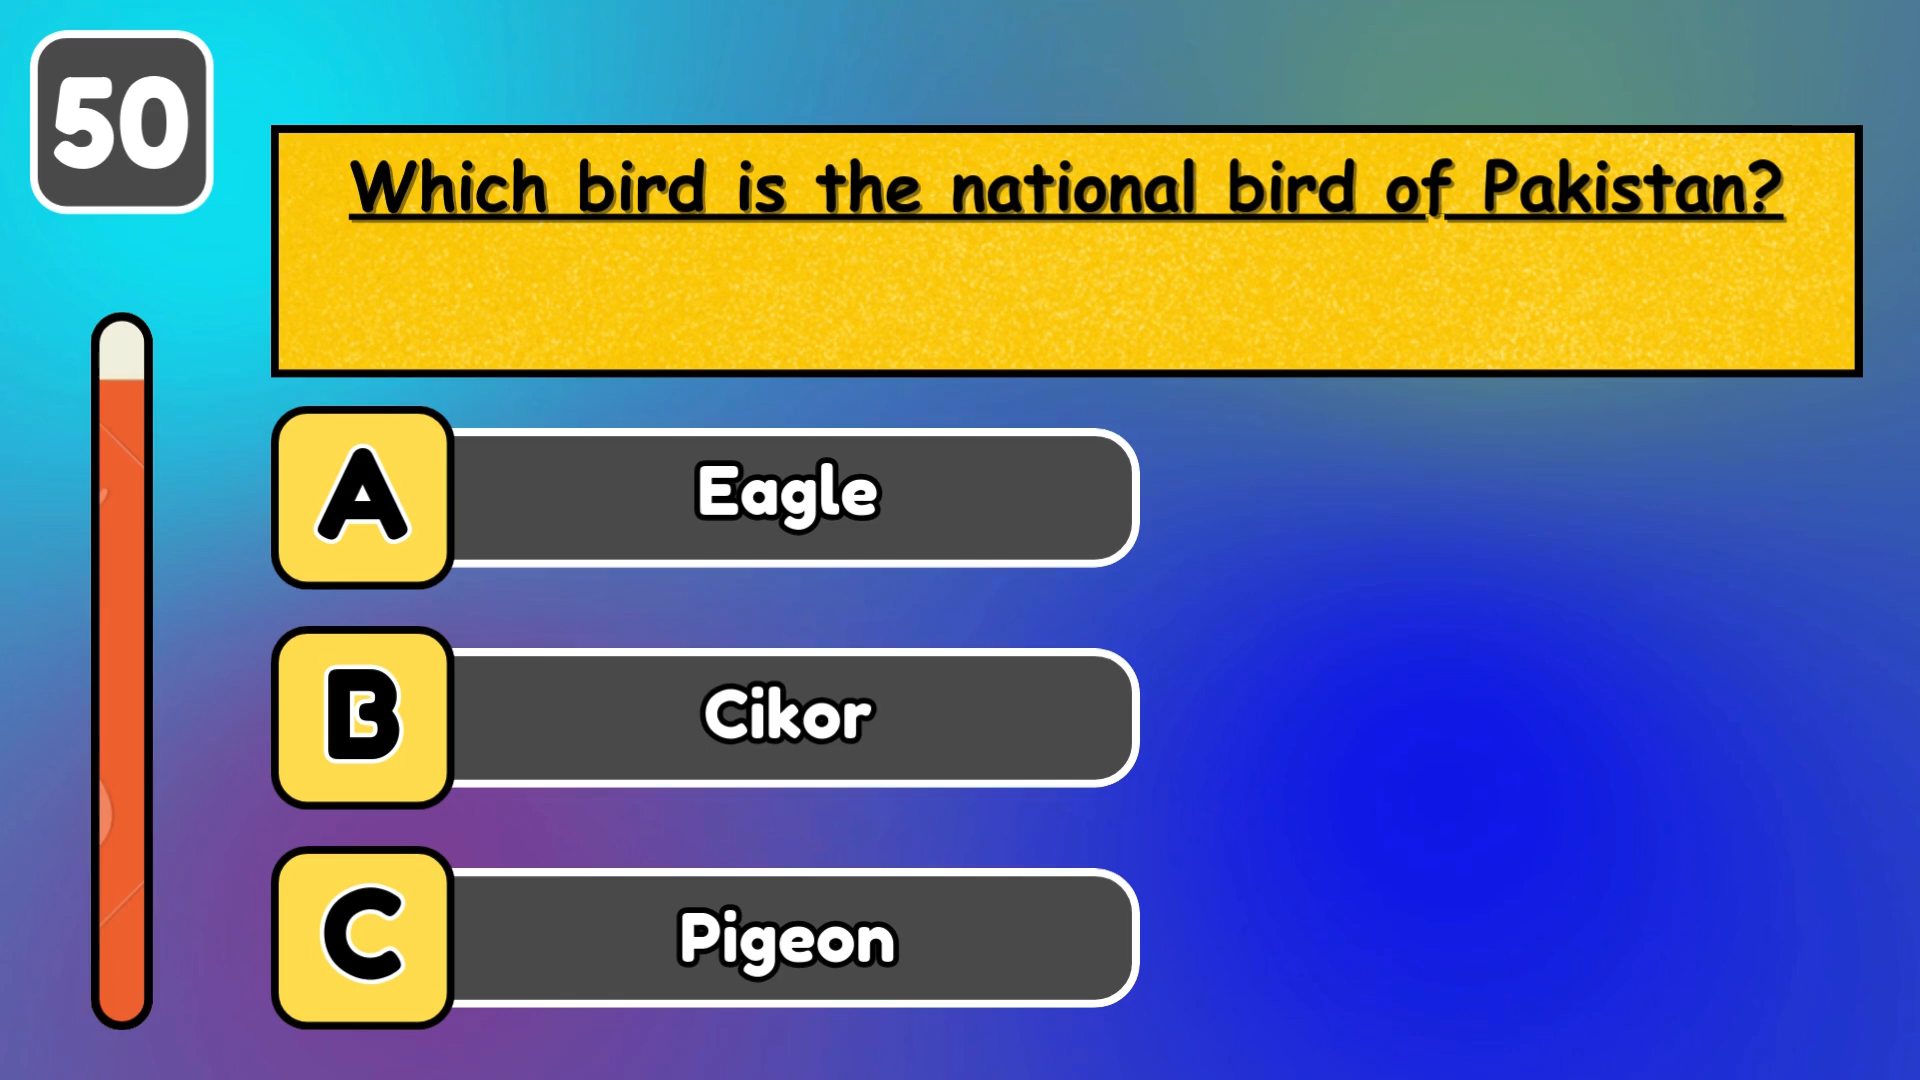 50
Which bird is the national bird of Pakistan?
A
Eagle
B
Cikor
C
Pigeon